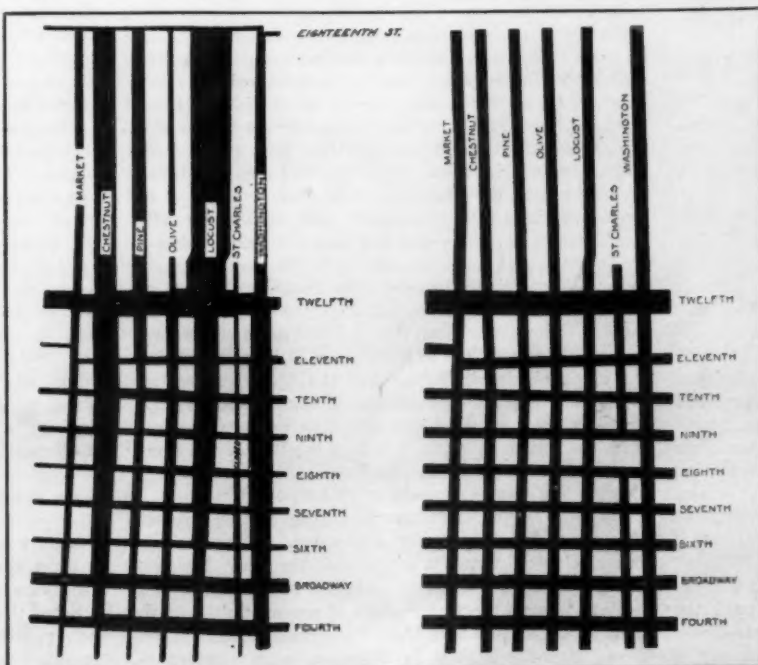 EIGHTEENTH ST.
MARKET
CHESTNUT
PINE
OLIVE
LOCUST
ST CHARLES
WASHINGTON
TWELFTH
ELEVENTH
TENTH
NINTH
EIGHTH
SEVENTH
SIXTH
BROADWAY
FOURTH
MARKET
CHESTNUT
PINE
OLIVE
LOCUST
ST CHARLES
WASHINGTON
TWELFTH
ELEVENTH
TENTH
NINTH
EIGHTH
SEVENTH
SIXTH
BROADWAY
FOURTH